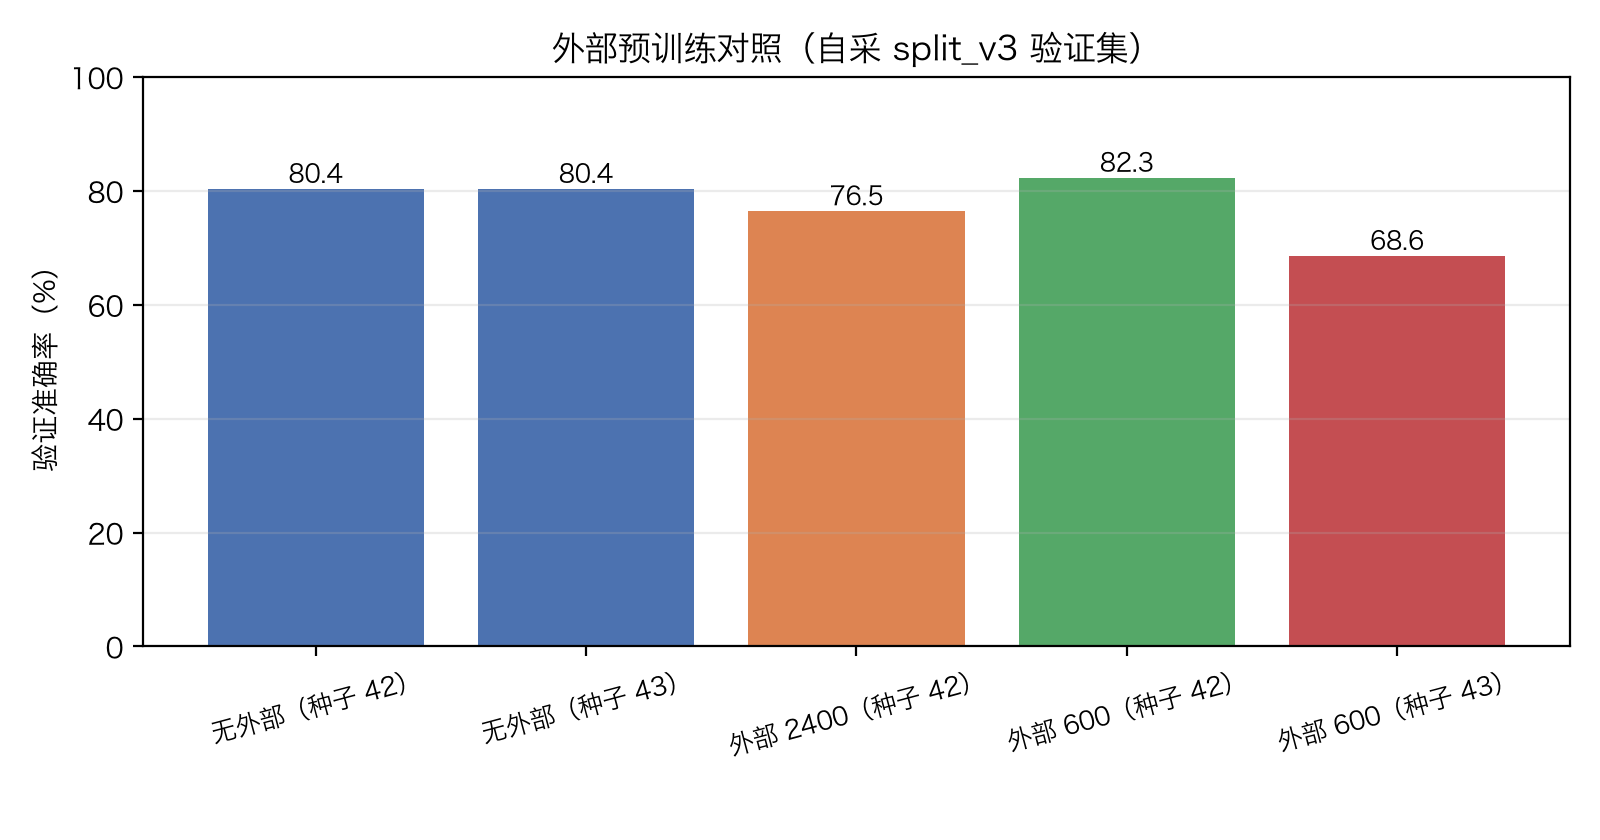 外部预训练对照（自采 split_v3 验证集）
验证准确率（%）
100
80
60
40
20
0
80.4
80.4
76.5
82.3
68.6
无外部（种子 42）
无外部（种子 43）
外部 2400（种子 42）
外部 600（种子 42）
外部 600（种子 43）